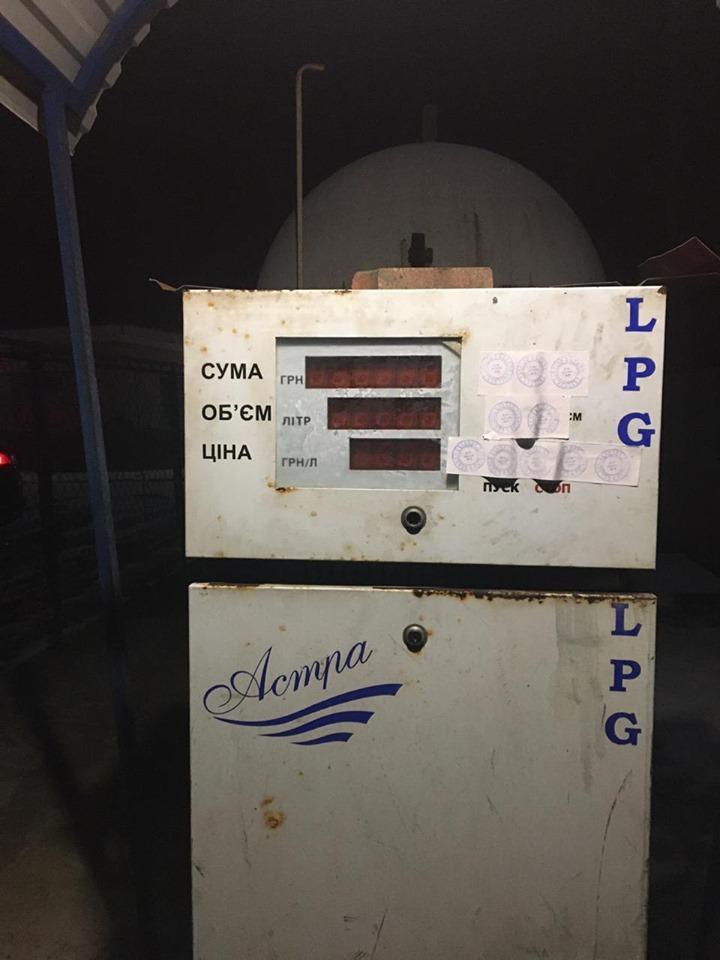 СУМА
ГРН
ОБ'ЄМ
ЛІТР
ЦІНА
ГРН/Л
ПУСК
LPG
Астра
LPG